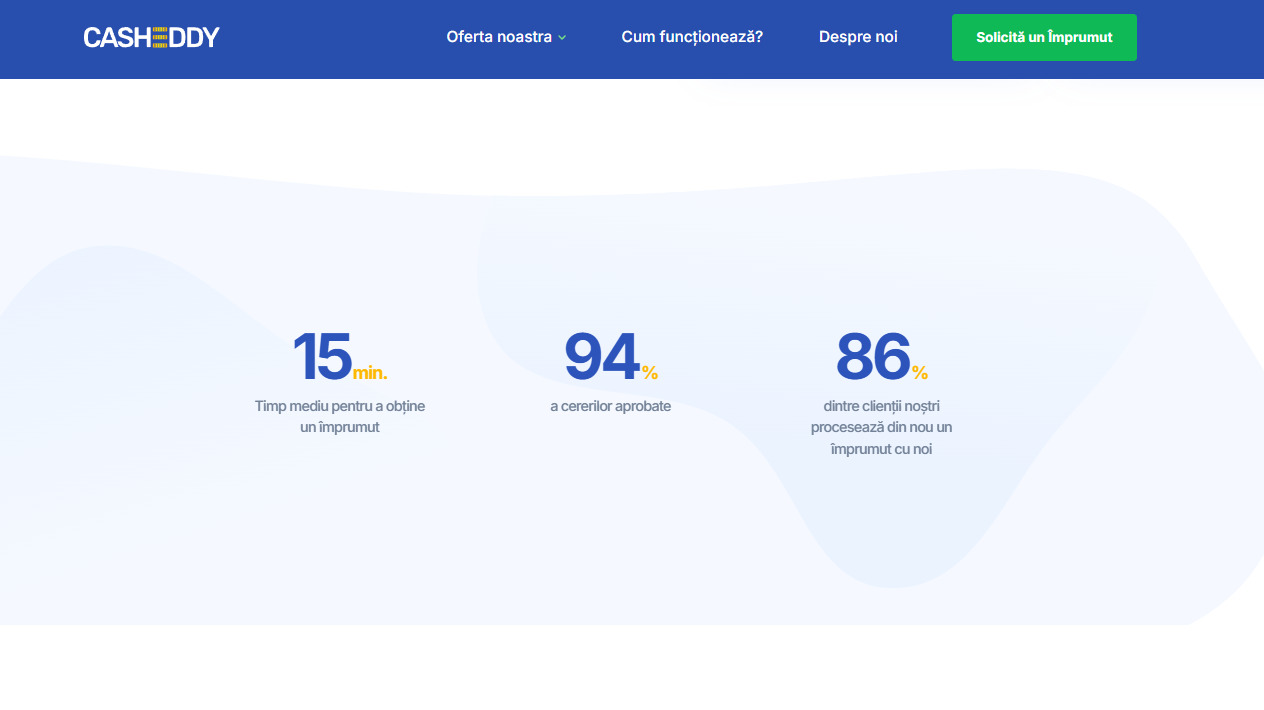 CASHEDDY
Oferta noastra
Cum funcționează?
Despre noi
Solicită un Împrumut
15min.
94%
86%
Timp mediu pentru a obține
un împrumut
a cererilor aprobate
dintre clienții noștri
procesează din nou un
împrumut cu noi